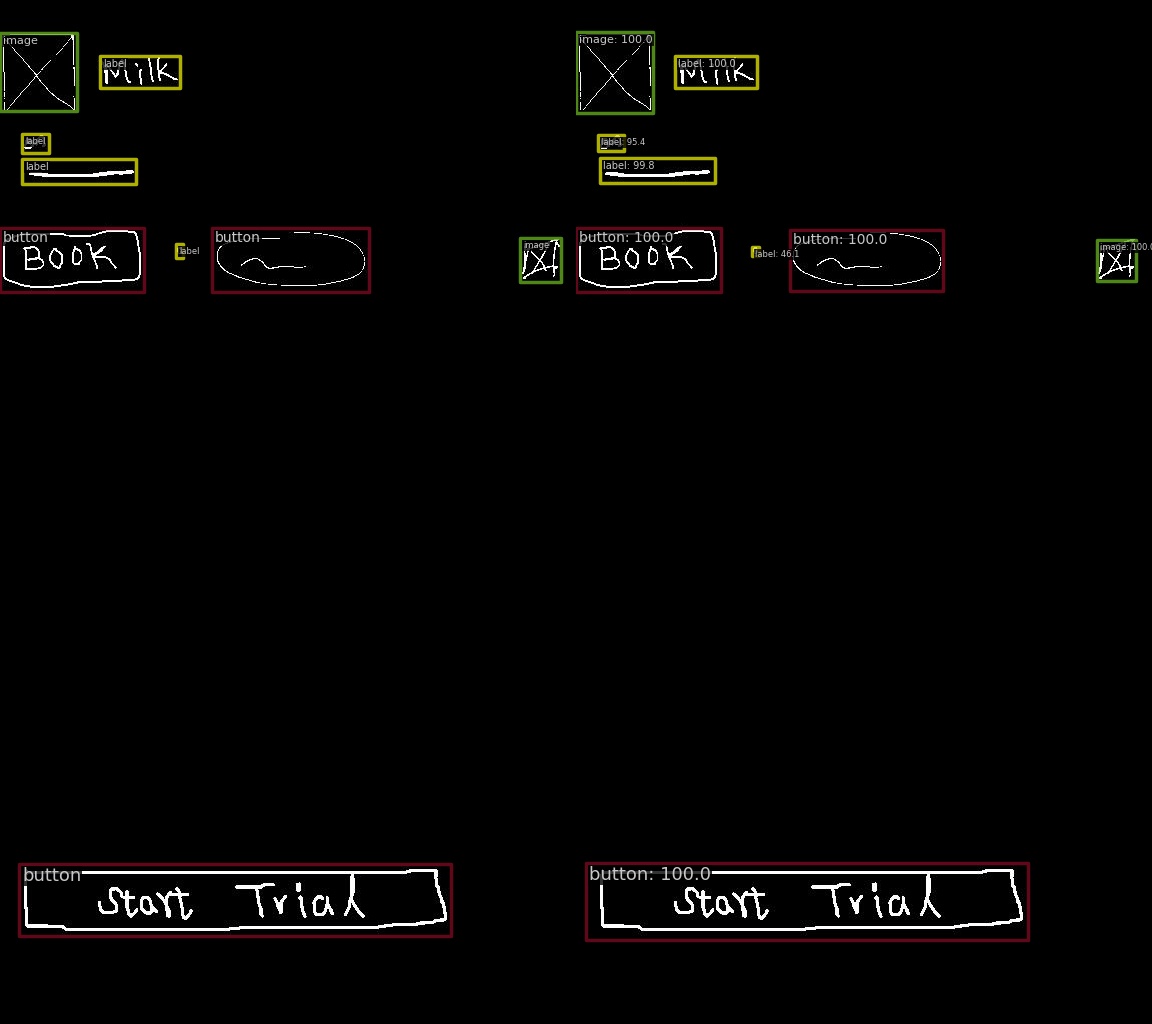 image image: 100.0
label label: 100.0
Milk Milk
label label: 95.4
label label: 99.8
button button image button: 100.0 button: 100.0 image: 100.0
BOOK label BOOK label: 46.1
button button: 100.0
Start Trial Start Trial